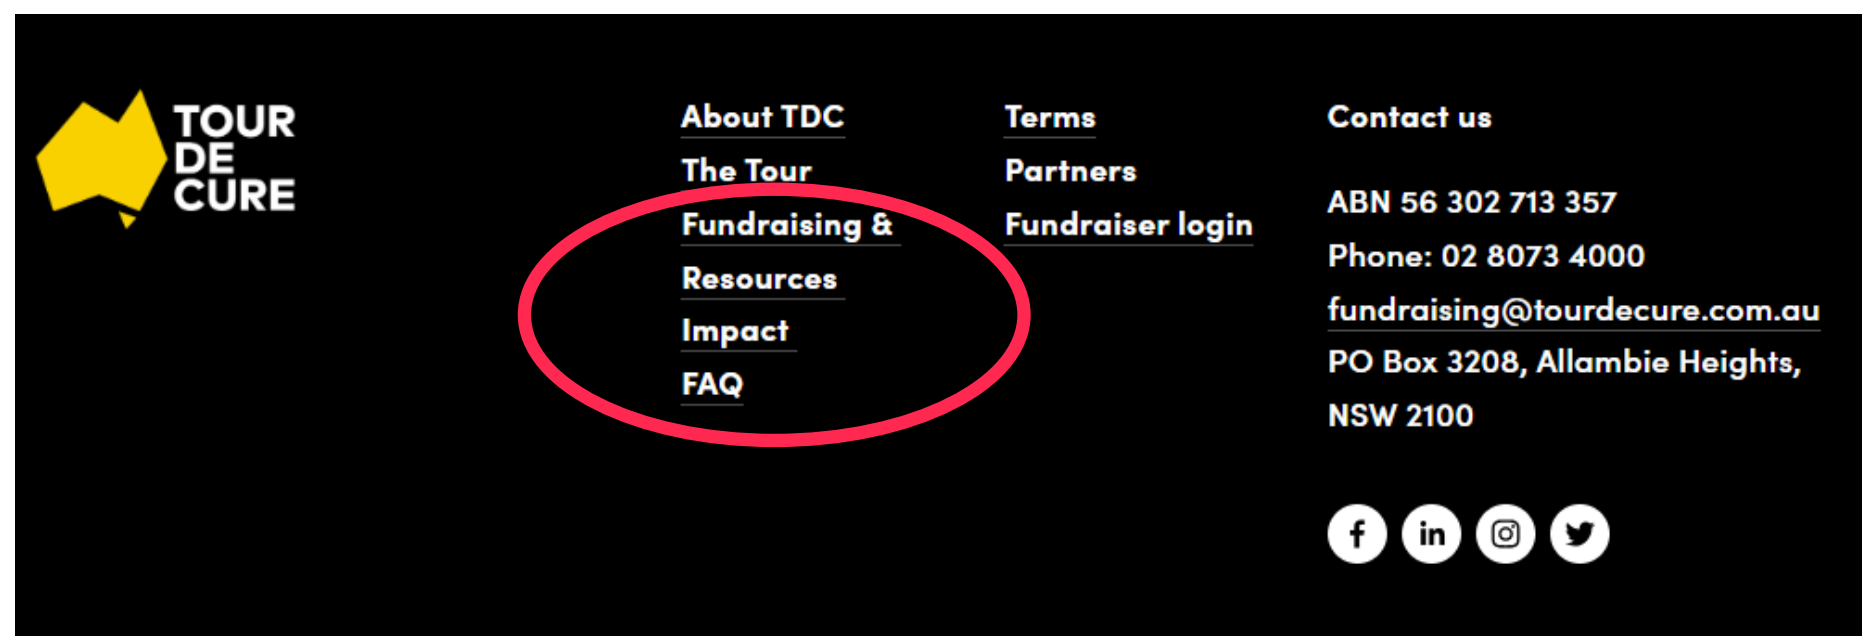 TOUR
DE
CURE
About TDC
The Tour
Fundraising &
Resources
Impact
FAQ
Terms
Partners
Fundraiser login
Contact us
ABN 56 302 713 357
Phone: 02 8073 4000
fundraising@tourdecure.com.au
PO Box 3208, Allambie Heights,
NSW 2100
f
in